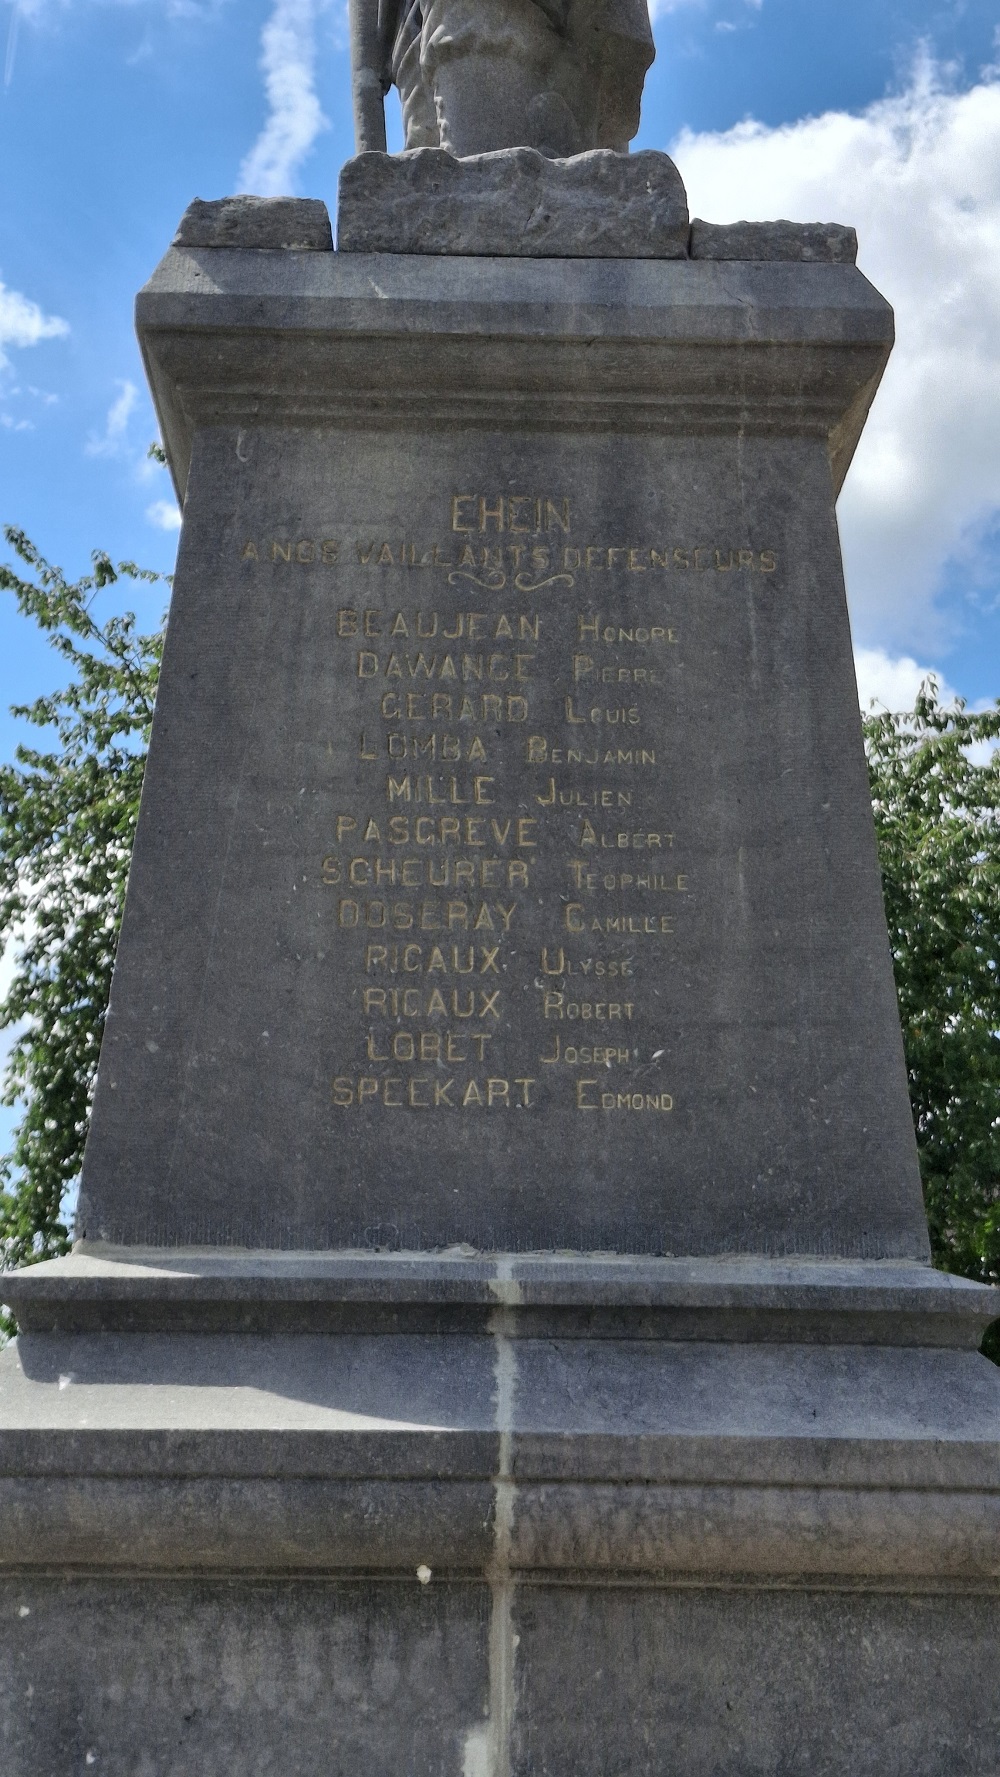 EHEIN
A NOS VAILLANTS DEFENSEURS
BEAUJEAN HONORE
DAWANCE PIERRE
GERARD LOUIS
LOMBA BENJAMIN
MILLE JULIEN
PASGREVE ALBERT
SCHEURER TEOPHILE
DOSERAY CAMILLE
RIGAUX ULYSSE
RIGAUX ROBERT
LOBET JOSEPH
SPEEKART EDMOND